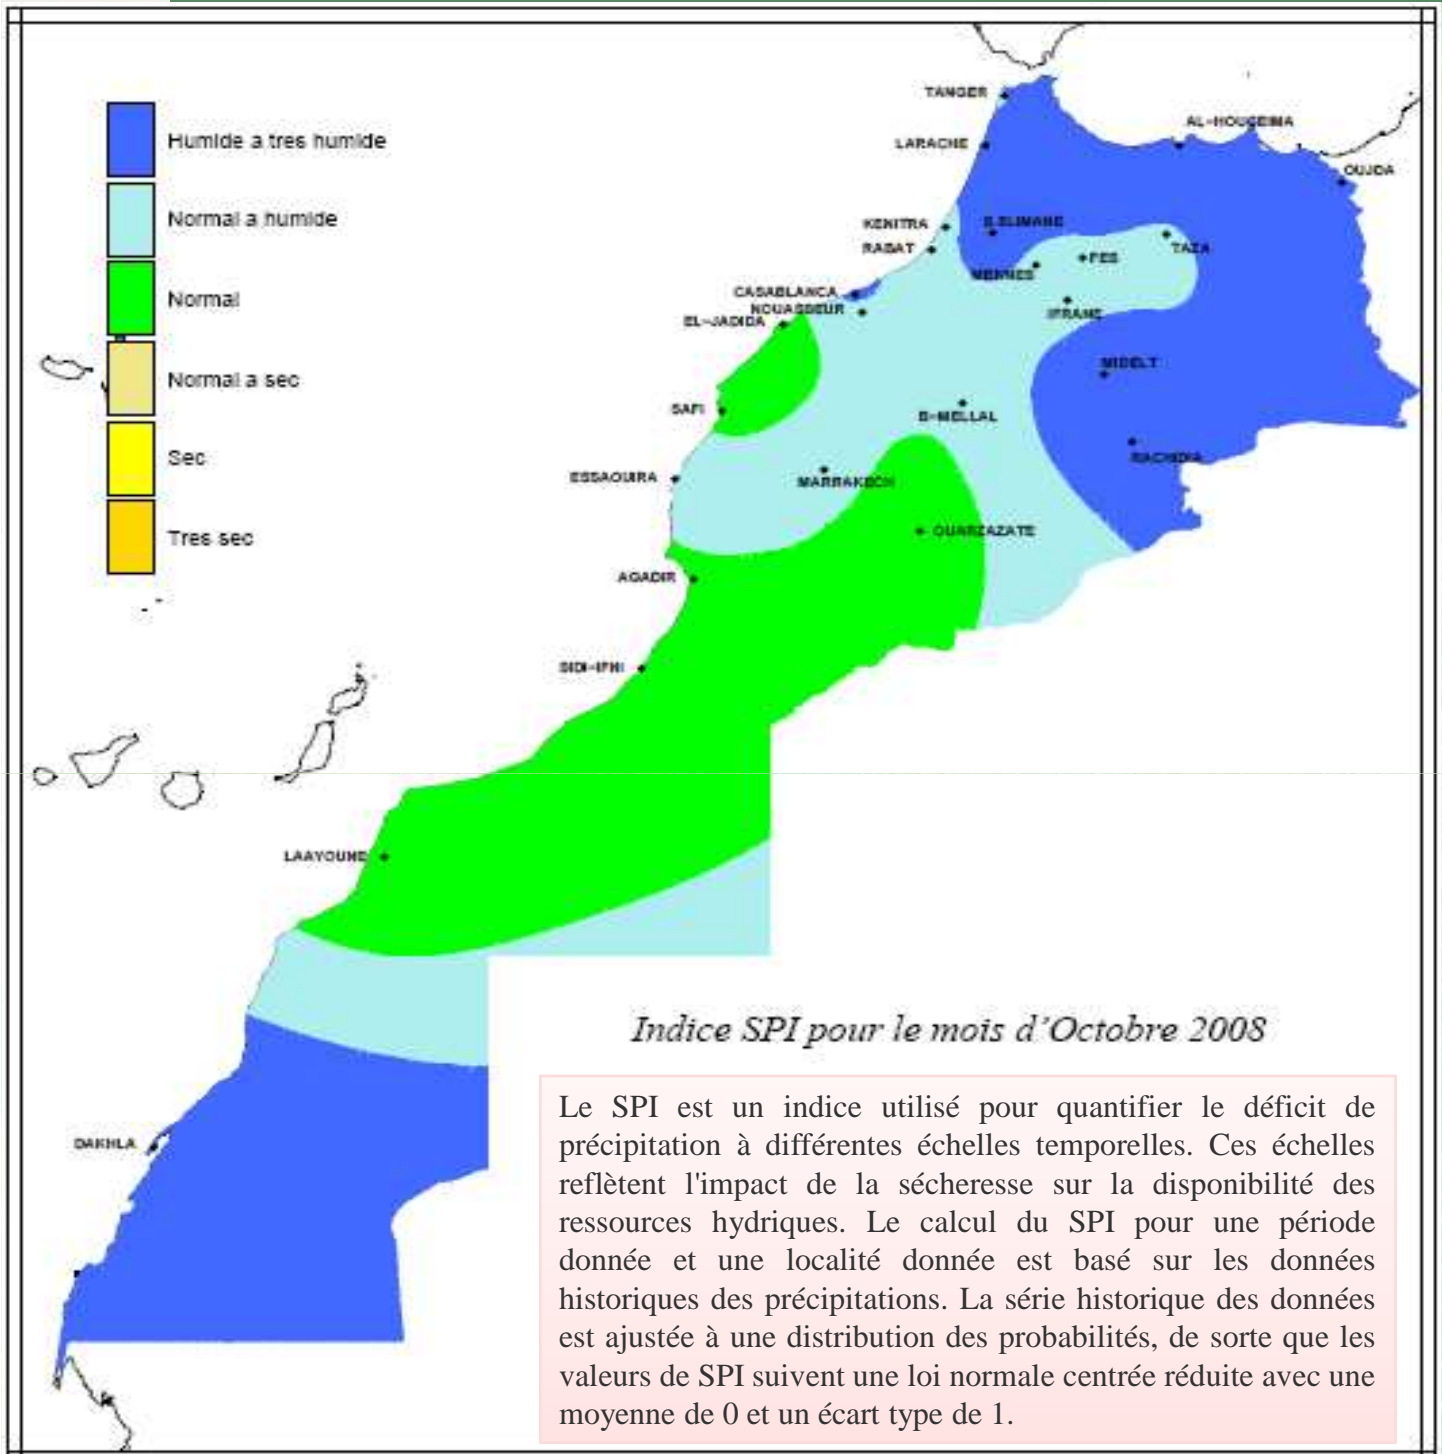 Humide a tres humide
Normal a humide
Normal
Normal a sec
Sec
Tres sec
TANGER
AL-HOUCEIMA
LARACHE
OUJDA
KENITRA
S.SLIMANE
RABAT
TAZA
FES
MEKNES
CASABLANCA
NOUASSEUR
IFRANE
EL-JADIDA
MIDELT
SAFI
B-MELLAL
RACHIDIA
ESSAOUIRA
MARRAKECH
OUARZAZATE
AGADIR
SIDI-IFNI
LAAYOUNE
DAKHLA
Indice SPI pour le mois d'Octobre 2008
Le SPI est un indice utilisé pour quantifier le déficit de
précipitation à différentes échelles temporelles. Ces échelles
reflètent l'impact de la sécheresse sur la disponibilité des
ressources hydriques. Le calcul du SPI pour une période
donnée et une localité donnée est basé sur les données
historiques des précipitations. La série historique des données
est ajustée à une distribution des probabilités, de sorte que les
valeurs de SPI suivent une loi normale centrée réduite avec une
moyenne de 0 et un écart type de 1.